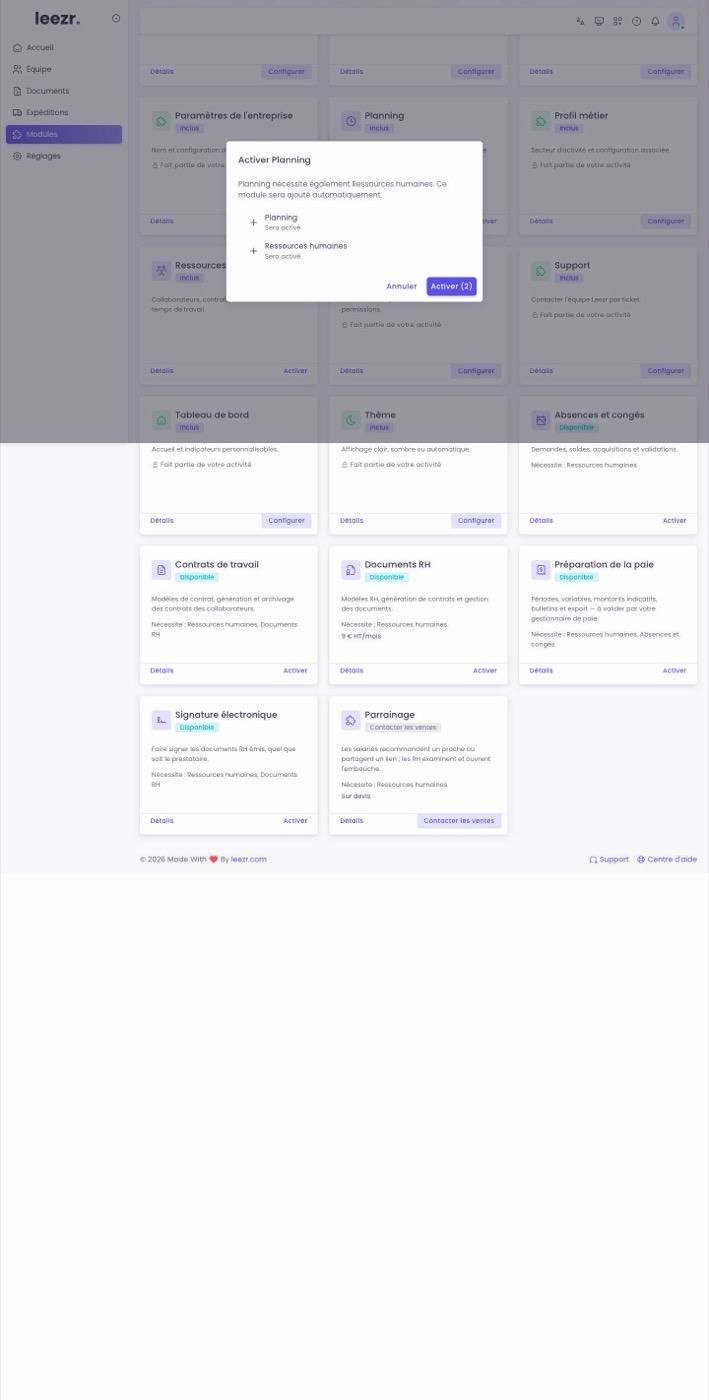 leezr.
Accueil
Équipe
Documents
Expéditions
Modules
Réglages
Détails
Configurer
Détails
Configurer
Détails
Configurer
Paramètres de l'entreprise
Inclus
Nom et configuration
Fait partie de votre
Détails
Planning
Inclus
Profil métier
Inclus
Secteur d'activité et configuration associée.
Fait partie de votre activité
Détails
Configurer
Activer Planning
Planning nécessite également Ressources humaines. Ce
module sera ajouté automatiquement.
Planning
Sera activé
Ressources humaines
Sera activé
Annuler
Activer (2)
Ressources
Inclus
Collaborateurs,
temps de travail.
Détails
Activer
permissions.
Fait partie de votre activité
Détails
Configurer
Support
Inclus
Contacter l'équipe Leezr par ticket.
Fait partie de votre activité
Détails
Configurer
Tableau de bord
Inclus
Accueil et indicateurs personnalisables.
Fait partie de votre activité
Détails
Configurer
Thème
Inclus
Affichage clair, sombre ou automatique.
Fait partie de votre activité
Détails
Configurer
Absences et congés
Disponible
Demandes, soldes, acquisitions et validations.
Nécessite : Ressources humaines
Détails
Activer
Contrats de travail
Disponible
Modèles de contrat, génération et archivage
des contrats des collaborateurs.
Nécessite : Ressources humaines, Documents
RH
Détails
Activer
Documents RH
Disponible
Modèles RH, génération de contrats et gestion
des documents.
Nécessite : Ressources humaines
9 € HT/mois
Détails
Activer
Préparation de la paie
Disponible
Périodes, variables, montants indicatifs,
bulletins et export — à valider par votre
gestionnaire de paie.
Nécessite : Ressources humaines, Absences et
congés
Détails
Activer
Signature électronique
Disponible
Faire signer les documents RH émis, quel que
soit le prestataire.
Nécessite : Ressources humaines, Documents
RH
Détails
Activer
Parrainage
Contacter les ventes
Les salariés recommandent un proche ou
partagent un lien ; les RH examinent et ouvrent
l'embauche.
Nécessite : Ressources humaines
Sur devis
Détails
Contacter les ventes
© 2026 Made With ❤ By leezr.com
Support
Centre d'aide